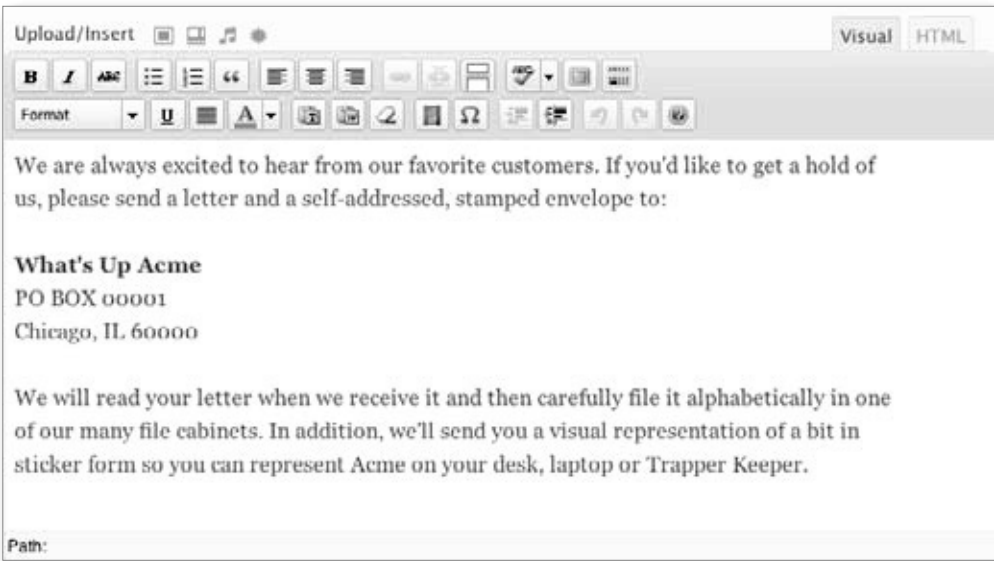 Upload/Insert
Visual HTML
B I ABC
Format U A Ω
We are always excited to hear from our favorite customers. If you'd like to get a hold of
us, please send a letter and a self-addressed, stamped envelope to:
What's Up Acme
PO BOX 00001
Chicago, IL 60000
We will read your letter when we receive it and then carefully file it alphabetically in one
of our many file cabinets. In addition, we'll send you a visual representation of a bit in
sticker form so you can represent Acme on your desk, laptop or Trapper Keeper.
Path: